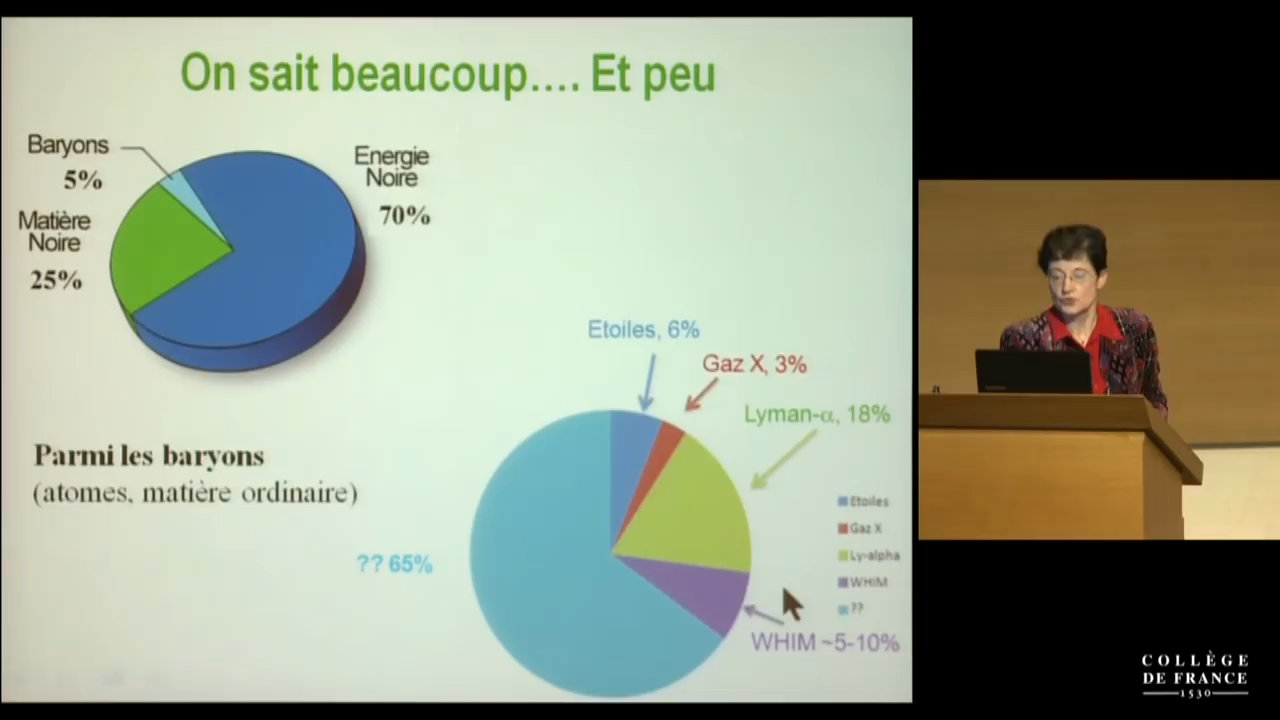 On sait beaucoup.... Et peu
Baryons
5%
Energie
Noire
70%
Matière
Noire
25%
Etoiles, 6%
Gaz X, 3%
Lyman-α, 18%
Parmi les baryons
(atomes, matière ordinaire)
?? 65%
Etoiles
Gaz X
Ly-alpha
WHIM
??
WHIM ~5-10%
COLLÈGE
DE FRANCE
1530